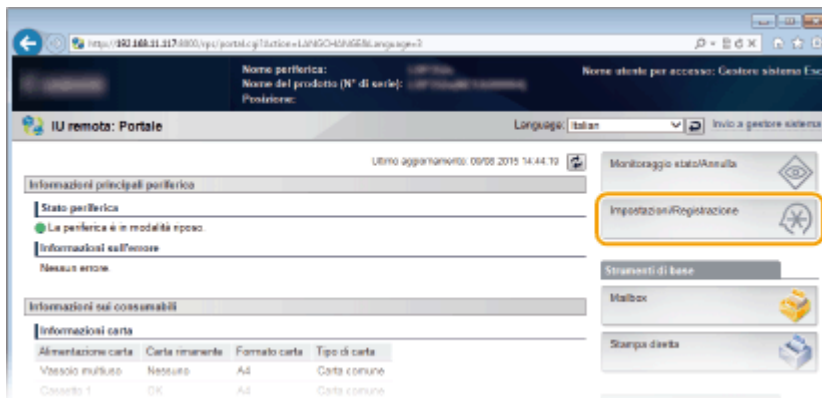 Nome periferica:
Nome del prodotto (N° di serie):
Posizione:
Nome utente per accesso: Gestore sistema Esc
IU remota: Portale
Language: Italian
Invio a gestore sistema
Ultimo aggiornamento: 09/08 2015 14:44:19
Monitoraggio stato/Annulla
Informazioni principali periferica
Stato periferica
Impostazioni/Registrazione
La periferica è in modalità riposo.
Informazioni sull'errore
Nessun errore.
Strumenti di base
Mailbox
Informazioni sui consumabili
Informazioni carta
Stampa diretta
Alimentazione carta Carta rimanente Formato carta Tipo di carta
Vassoio multiuso Nessuno A4 Carta comune
Cassetto 1 OK A4 Carta comune